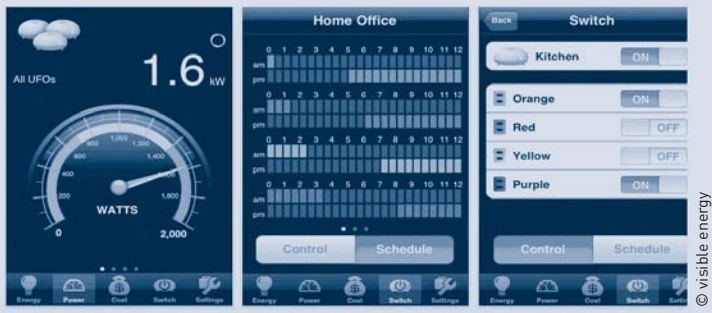 All UFOs
1.6 kW
0
200
400
600
800
1,000
1,200
1,400
1,800
2,000
WATTS
Energy Power Cost Switch Settings
Home Office
0 1 2 3 4 5 6 7 8 9 10 11 12
am
pm
0 1 2 3 4 5 6 7 8 9 10 11 12
am
pm
0 1 2 3 4 5 6 7 8 9 10 11 12
am
pm
0 1 2 3 4 5 6 7 8 9 10 11 12
am
pm
Control Schedule
Energy Power Cost Switch Settings
Back Switch
Kitchen ON
Orange ON
Red OFF
Yellow OFF
Purple ON
Control Schedule
Energy Power Cost Switch
© visible energy